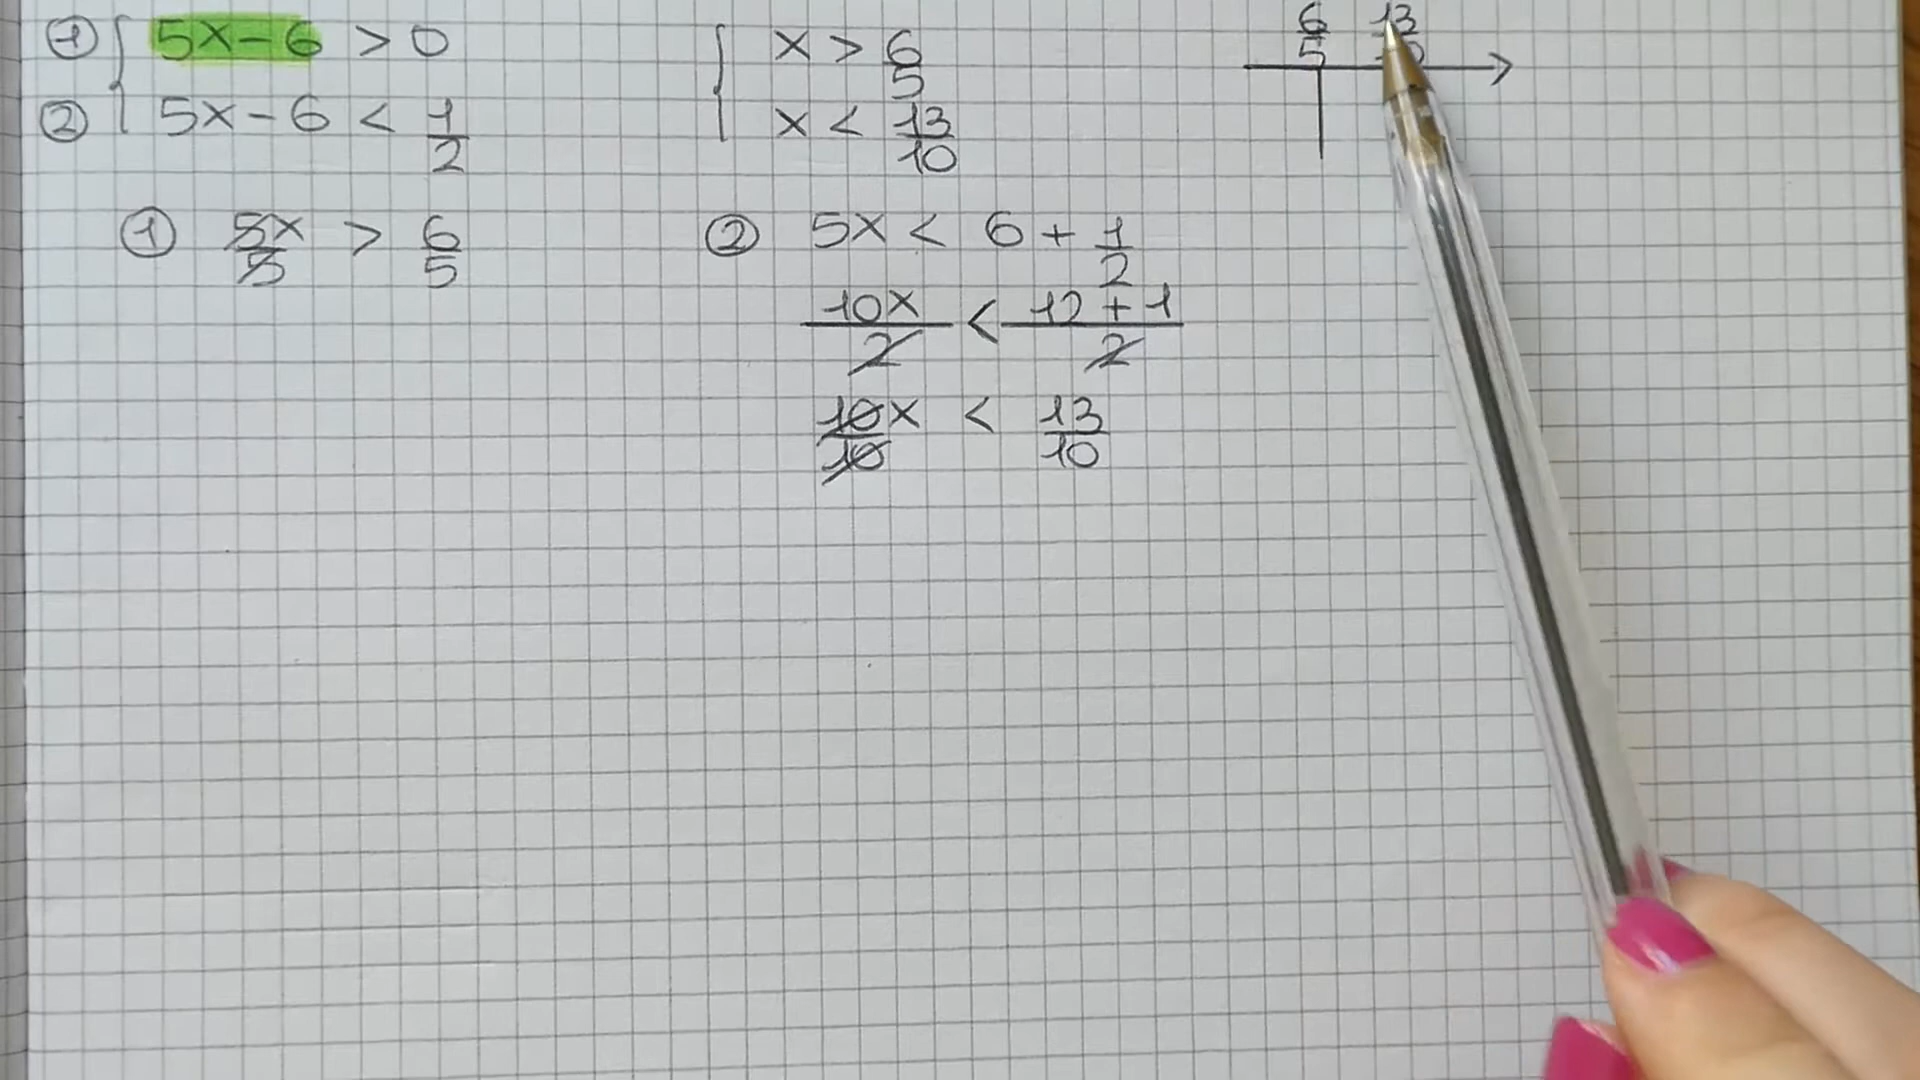 ① { 5x-6 > 0
② 5x-6 < 1/2
{ x > 6/5
x < 13/10
6/5 13
① 5x/5 > 6/5
② 5x < 6 + 1/2
10x/2 < 12+1/2
10x/10 < 13/10